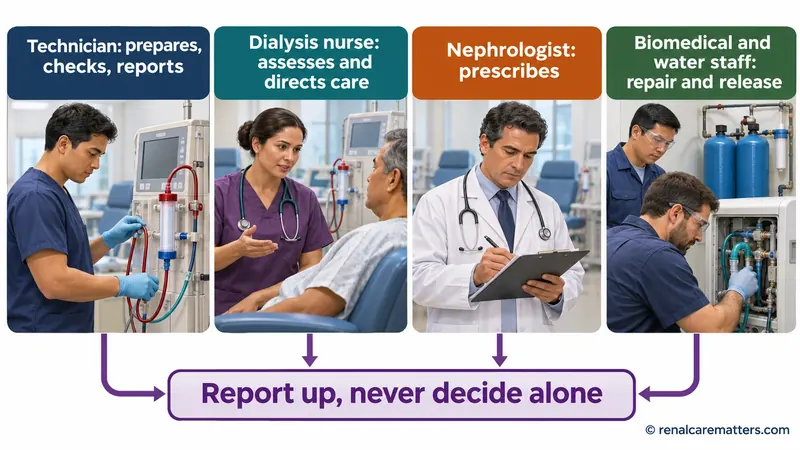 Technician: prepares,
checks, reports
Dialysis nurse:
assesses and
directs care
Nephrologist:
prescribes
Biomedical and
water staff:
repair and release
Report up, never decide alone
© renalcarematters.com